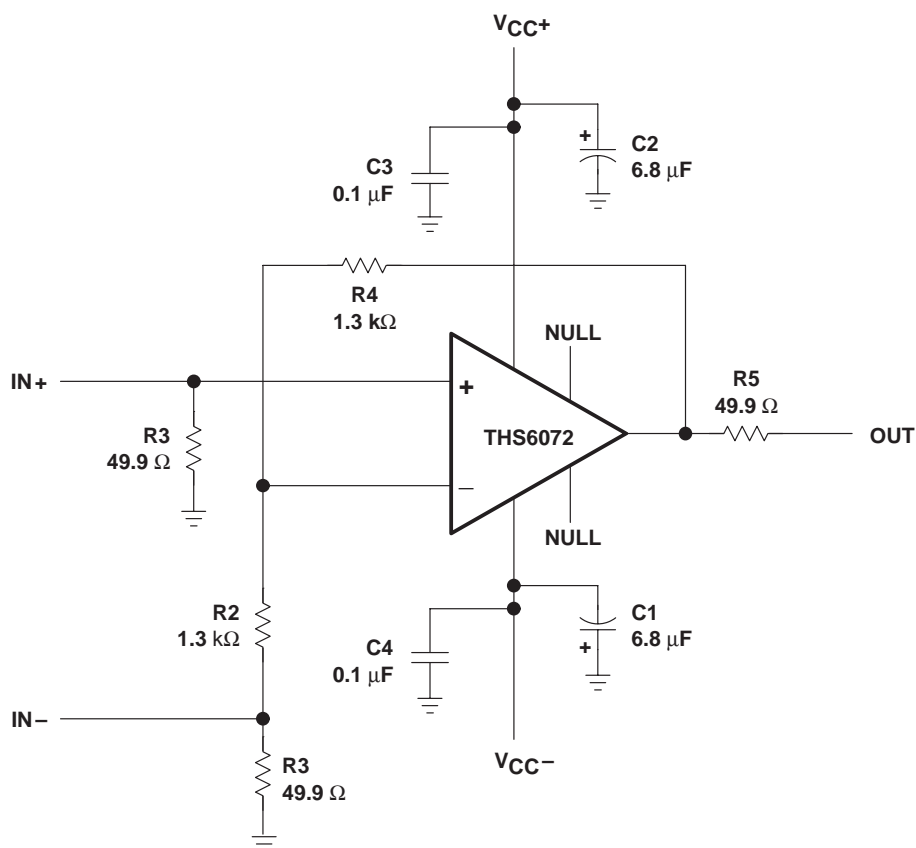 VCC+
C2
6.8 µF
+
C3
0.1 µF
R4
1.3 kΩ
NULL
IN+
+
R5
49.9 Ω
R3
49.9 Ω
THS6072
OUT
−
NULL
R2
1.3 kΩ
C1
6.8 µF
+
C4
0.1 µF
IN−
VCC−
R3
49.9 Ω